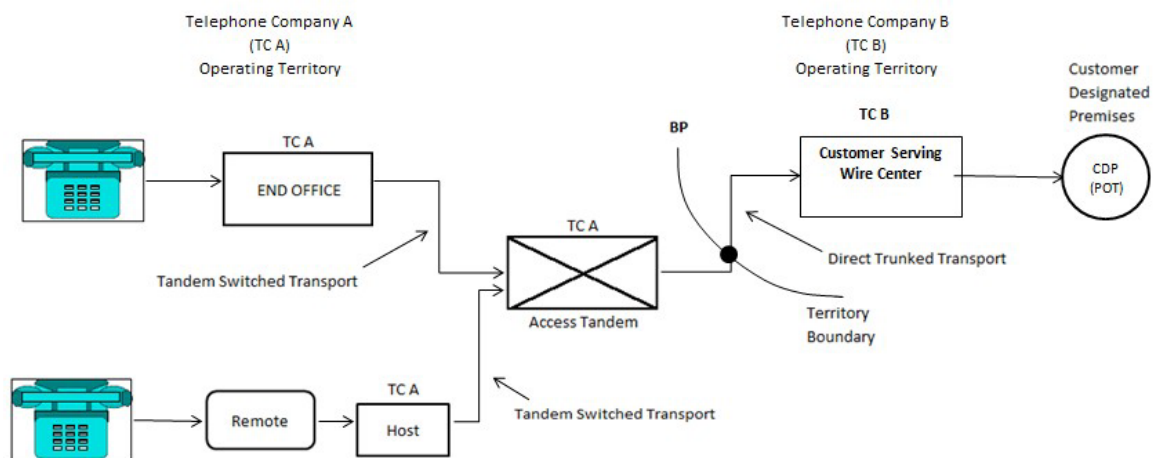 Telephone Company A
(TC A)
Operating Territory
Telephone Company B
(TC B)
Operating Territory
Customer
Designated
Premises
TC A
END OFFICE
BP
TC B
Customer Serving
Wire Center
CDP
(POT)
Tandem Switched Transport
TC A
Access Tandem
Direct Trunked Transport
Territory
Boundary
Remote
TC A
Host
Tandem Switched Transport